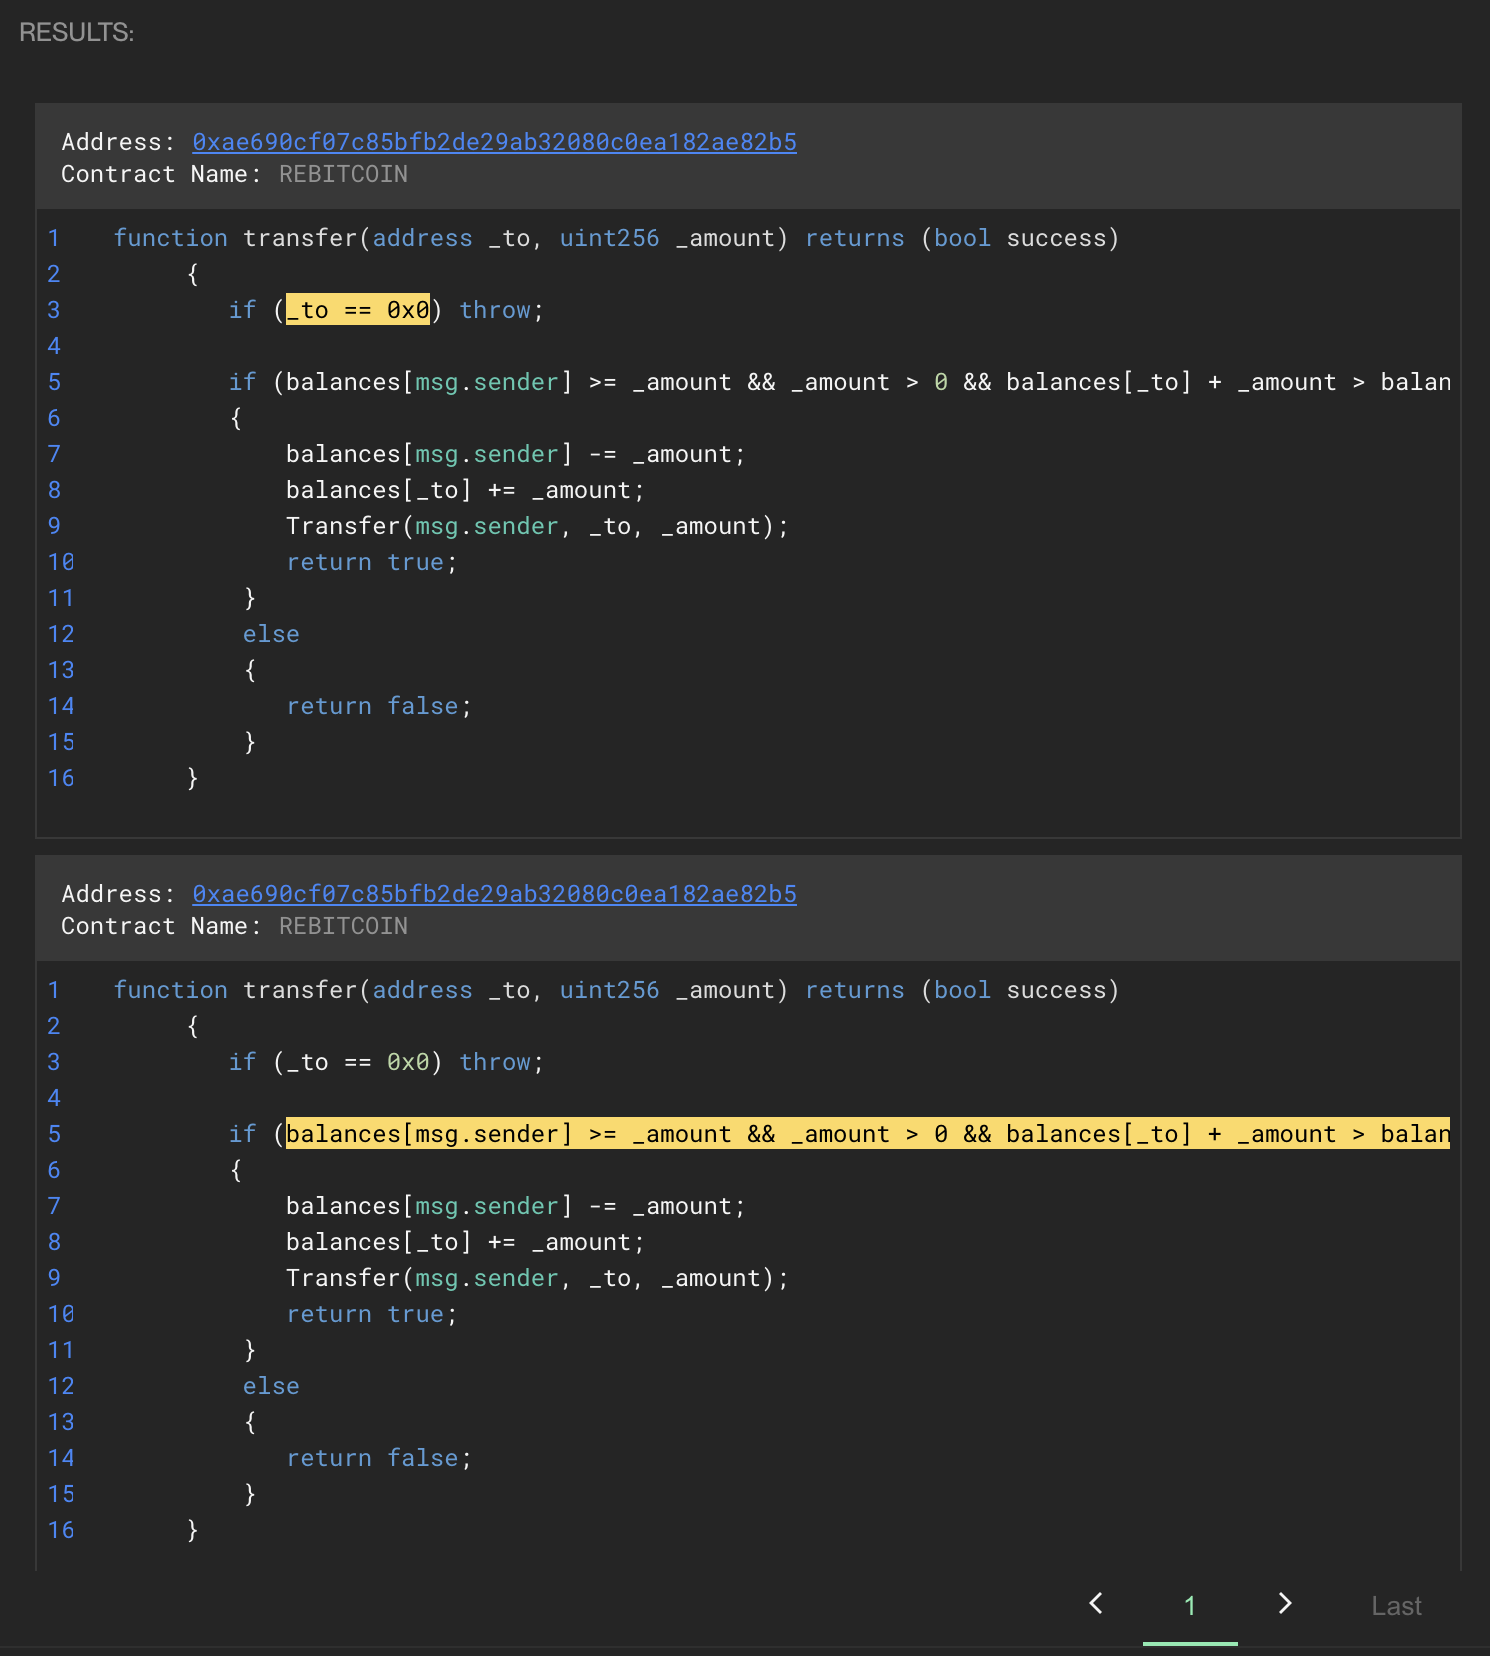 RESULTS:
Address: 0xae690cf07c85bfb2de29ab32080c0ea182ae82b5
Contract Name: REBITCOIN
1 function transfer(address _to, uint256 _amount) returns (bool success)
2 {
3 if (_to == 0x0) throw;
4
5 if (balances[msg.sender] >= _amount && _amount > 0 && balances[_to] + _amount > balan
6 {
7 balances[msg.sender] -= _amount;
8 balances[_to] += _amount;
9 Transfer(msg.sender, _to, _amount);
10 return true;
11 }
12 else
13 {
14 return false;
15 }
16 }
Address: 0xae690cf07c85bfb2de29ab32080c0ea182ae82b5
Contract Name: REBITCOIN
1 function transfer(address _to, uint256 _amount) returns (bool success)
2 {
3 if (_to == 0x0) throw;
4
5 if (balances[msg.sender] >= _amount && _amount > 0 && balances[_to] + _amount > balan
6 {
7 balances[msg.sender] -= _amount;
8 balances[_to] += _amount;
9 Transfer(msg.sender, _to, _amount);
10 return true;
11 }
12 else
13 {
14 return false;
15 }
16 }
1 Last